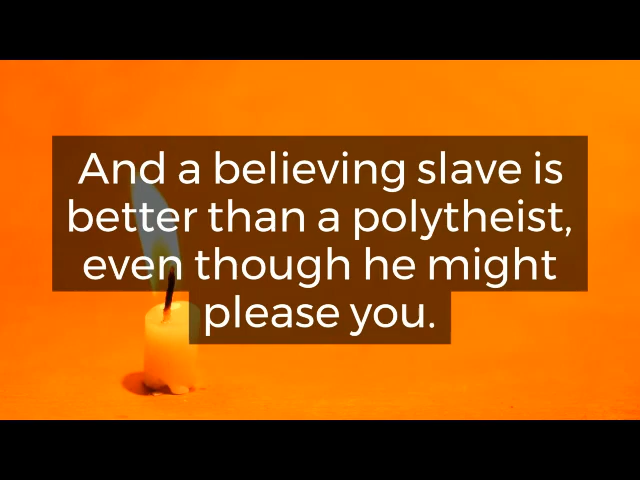 And a believing slave is
better than a polytheist,
even though he might
please you.